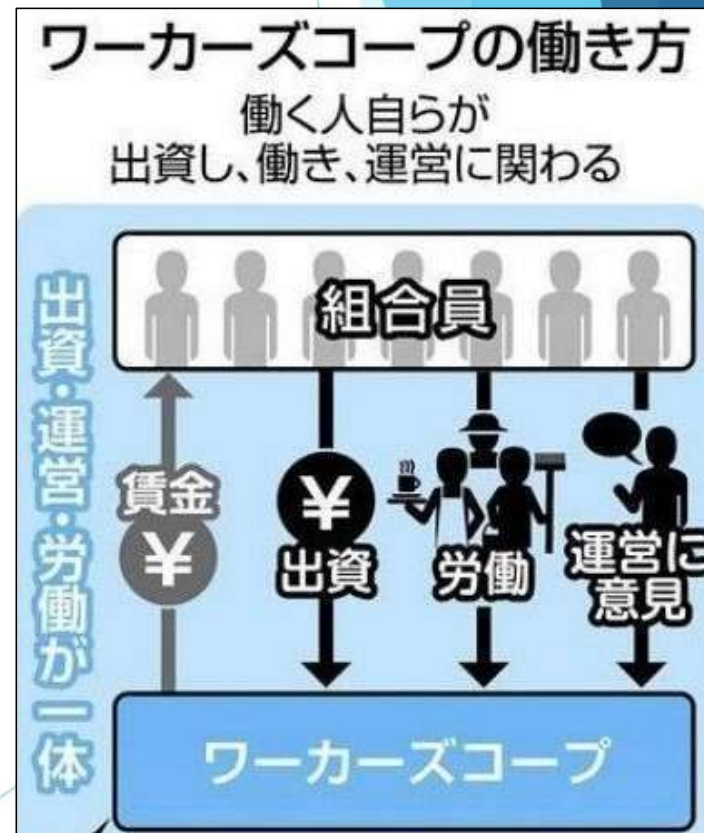 ワーカーズコープの働き方
働く人自らが
出資し、働き、運営に関わる
出資・運営・労働が一体
組合員
賃金
¥
¥
出資
労働
運営に
意見
ワーカーズコープ